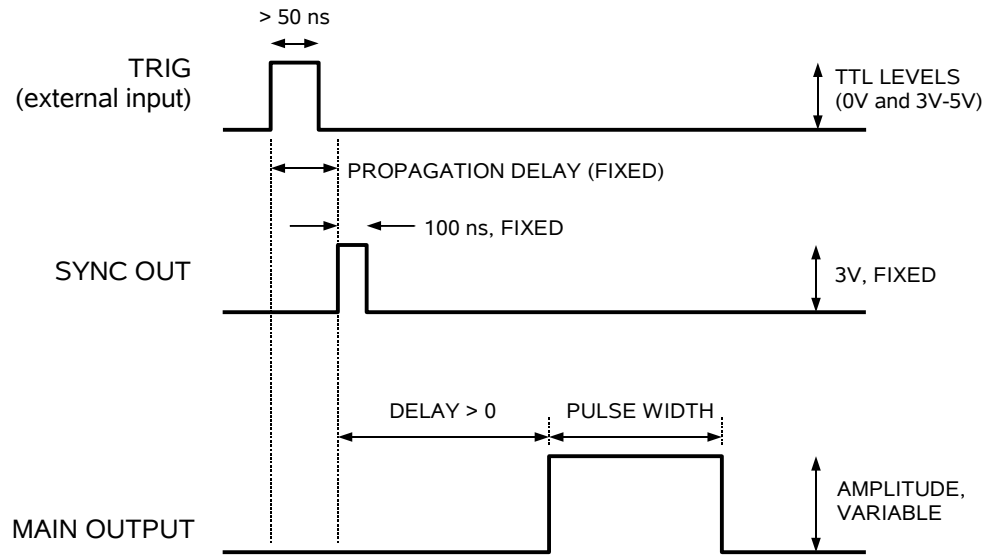 > 50 ns
TRIG
(external input)
TTL LEVELS
(0V and 3V-5V)
PROPAGATION DELAY (FIXED)
100 ns, FIXED
SYNC OUT
3V, FIXED
DELAY > 0
PULSE WIDTH
AMPLITUDE,
VARIABLE
MAIN OUTPUT